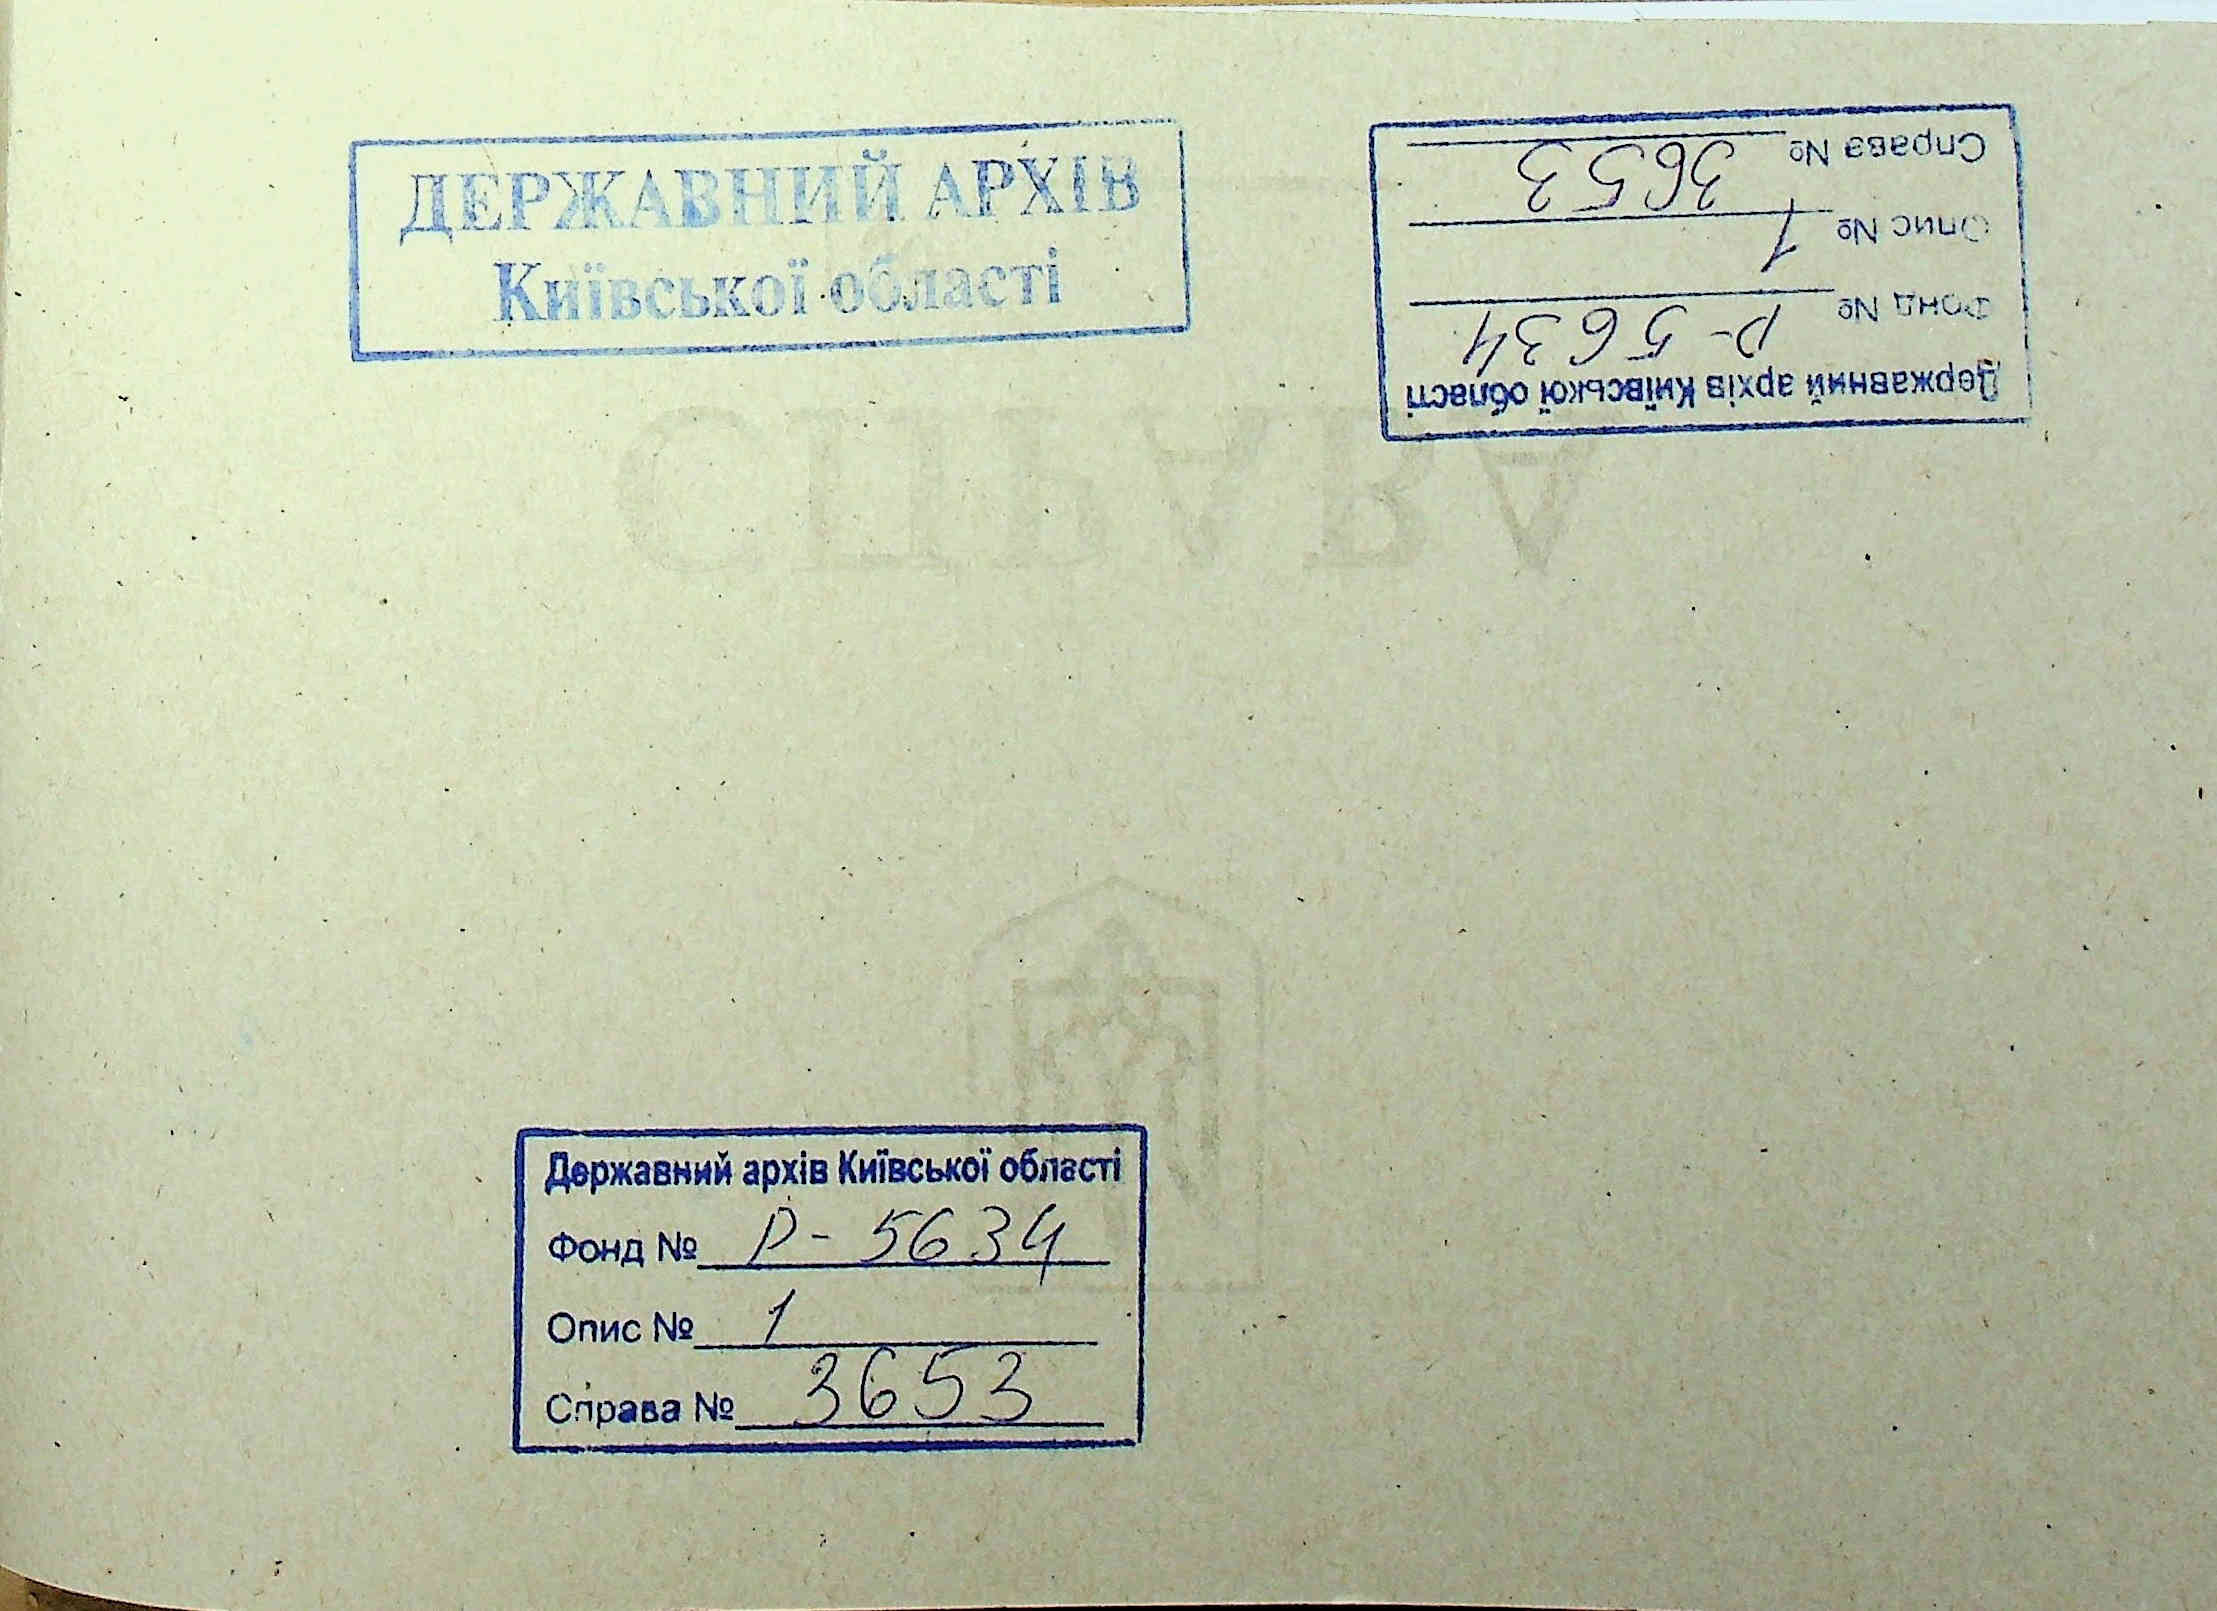 ДЕРЖАВНИЙ АРХІВ
Київської області
Державний архів Київської області
Фонд № Р-5634
Опис № 1
Справа № 3653
СПРАВА
Державний архів Київської області
Фонд № Р-5634
Опис № 1
Справа № 3653